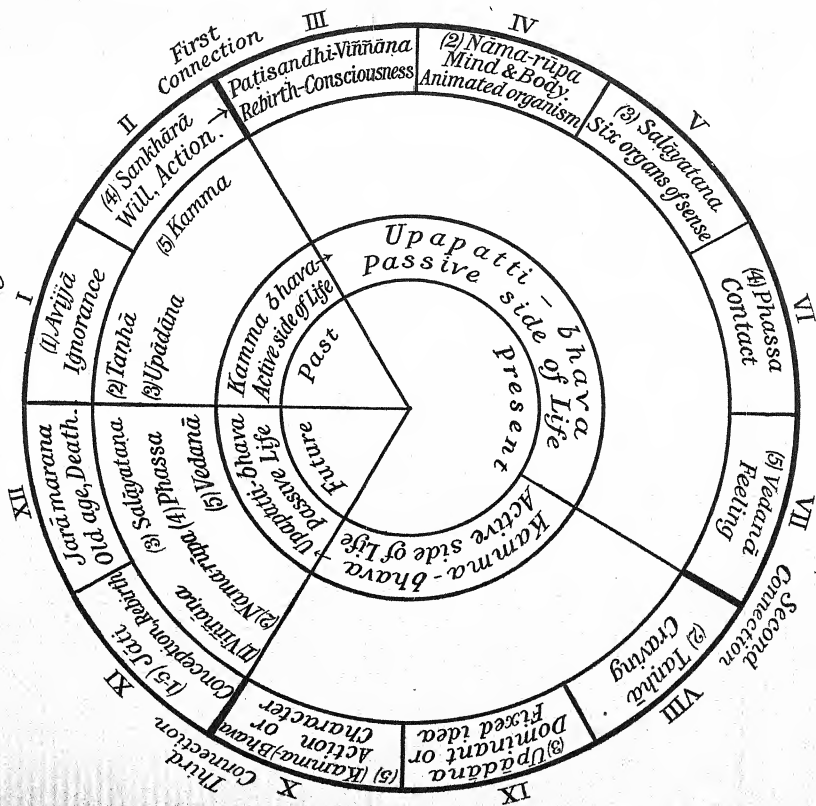 First
Connection
I
(1) Avijjā
Ignorance
II
(4) Sankhārā
Will, Action.
III
Paṭisandhi-Viññāṇa
Rebirth-Consciousness
IV
(2) Nāma-rūpa
Mind & Body.
Animated organism
V
(3) Saḷāyatana
Six organs of sense
VI
(4) Phassa
Contact
VII
(5) Vedanā
Feeling
Second
Connection
VIII
(2) Taṇhā
Craving
IX
(3) Upādāna
Dominant or
Fixed idea
X
(5) (Kamma-) Bhava
Action or
Character
Third
Connection
XI
(1-5) Jati
Conception, Rebirth
XII
Jarāmarana
Old age, Death..
(2) Taṇhā
(3) Upādāna
(5) Kamma
(1) Viññāṇa
(2) Nāma-rūpa
(3) Saḷāyataṇa
(4) Phassa
(5) Vedanā
Kamma bhava→
Active side of Life
Upapatti – bhava
Passive side of Life
Kamma-bhava →
Active side of Life
Upapatti-bhava
Passive Life
Past
present
Future